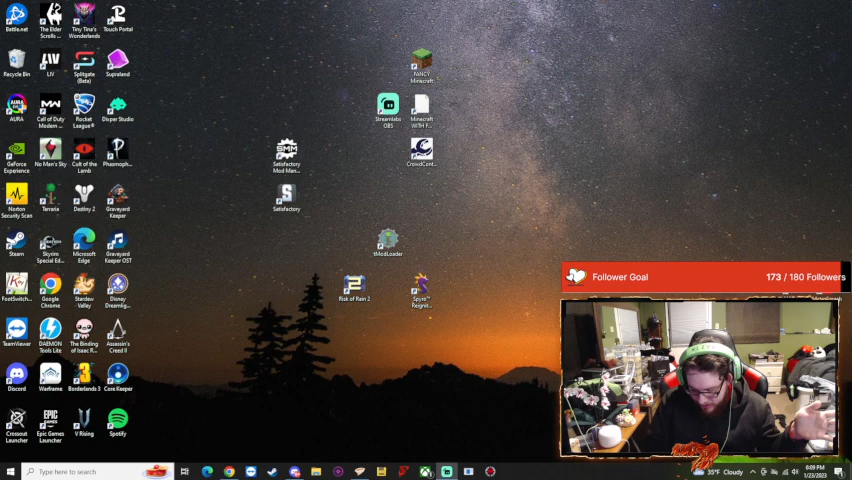 Battle.net
The Elder
Scrolls ...
Tiny Tina's
Wonderlands
Touch Portal
FANCY
Minecraft
Recycle Bin
LIV
Splitgate
(Beta)
Supraland
Streamlabs
OBS
Minecraft
WITH F...
AURA
Call of Duty
Modern ...
Rocket
League®
Dixper Studio
Satisfactory
Mod Man...
CrowdCont...
GeForce
Experience
No Man's Sky
Cult of the
Lamb
Phasmoph...
Satisfactory
Norton
Security Scan
Terraria
Destiny 2
Graveyard
Keeper
tModLoader
Steam
Skyrim
Special Ed...
Microsoft
Edge
Graveyard
Keeper OST
Follower Goal
173 / 180 Followers
Risk of Rain 2
Spyro™
Reignit...
FootSwitch...
Google
Chrome
Stardew
Valley
Disney
Dreamlig...
TeamViewer
DAEMON
Tools Lite
The Binding
of Isaac R...
Assassin's
Creed II
Discord
Warframe
Borderlands 3
Core Keeper
Crossout
Launcher
Epic Games
Launcher
V Rising
Spotify
Type here to search
35°F Cloudy
6:09 PM
1/23/2023